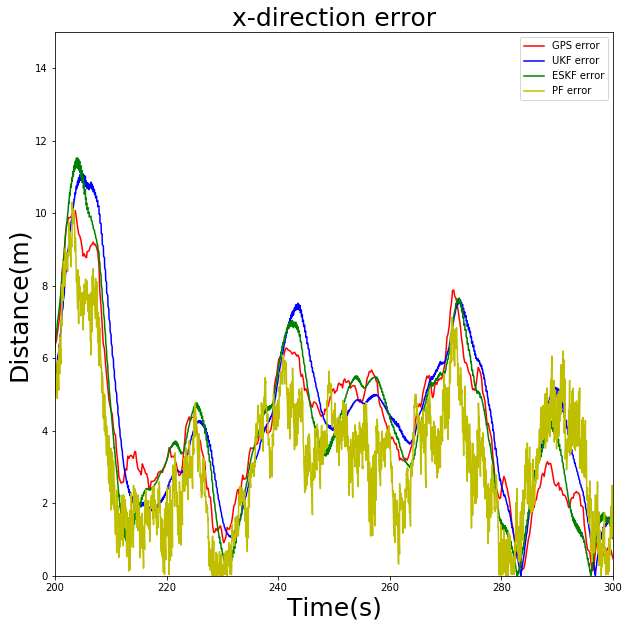 x-direction error
GPS error
UKF error
ESKF error
PF error
14
12
10
8
6
4
2
0
Distance(m)
200 220 240 260 280 300
Time(s)